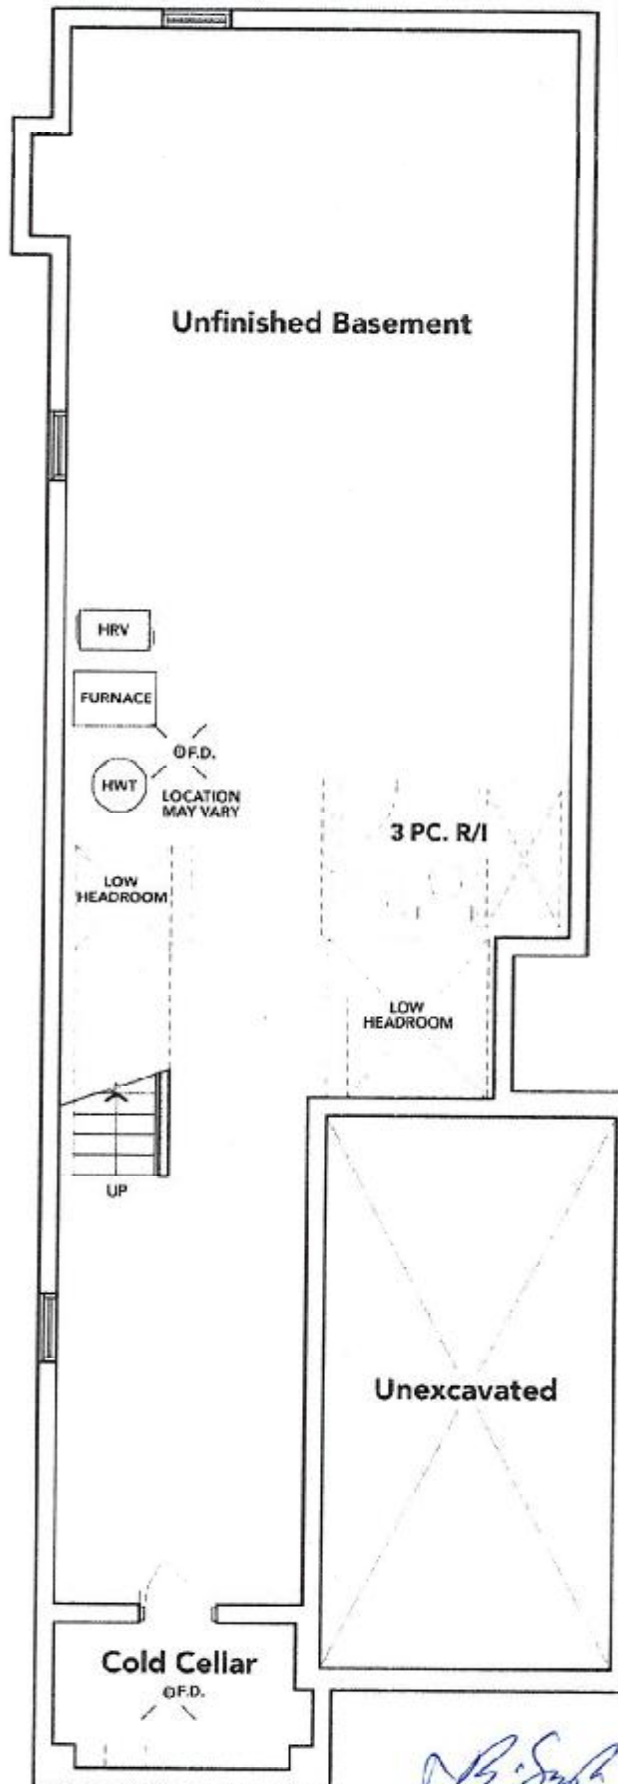 Unfinished Basement
HRV
FURNACE
F.D.
HWT
LOCATION
MAY VARY
3 PC. R/I
LOW
HEADROOM
LOW
HEADROOM
UP
Unexcavated
Cold Cellar
F.D.